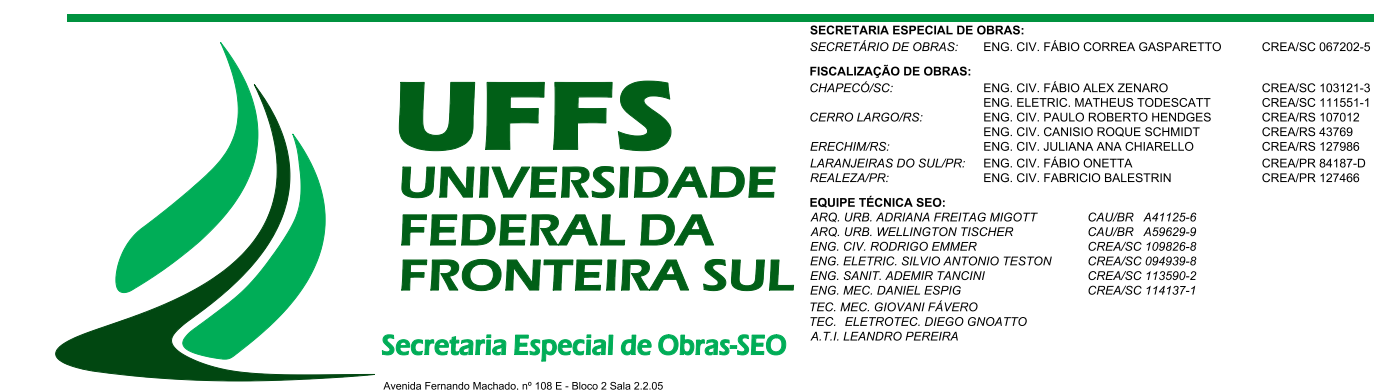 UFFS
UNIVERSIDADE
FEDERAL DA
FRONTEIRA SUL
Secretaria Especial de Obras-SEO
Avenida Fernando Machado, nº 108 E - Bloco 2 Sala 2.2.05
SECRETARIA ESPECIAL DE OBRAS:
SECRETÁRIO DE OBRAS: ENG. CIV. FÁBIO CORREA GASPARETTO CREA/SC 067202-5
FISCALIZAÇÃO DE OBRAS:
CHAPECÓ/SC: ENG. CIV. FÁBIO ALEX ZENARO CREA/SC 103121-3
ENG. ELETRIC. MATHEUS TODESCATT CREA/SC 111551-1
CERRO LARGO/RS: ENG. CIV. PAULO ROBERTO HENDGES CREA/RS 107012
ENG. CIV. CANISIO ROQUE SCHMIDT CREA/RS 43769
ERECHIM/RS: ENG. CIV. JULIANA ANA CHIARELLO CREA/RS 127986
LARANJEIRAS DO SUL/PR: ENG. CIV. FÁBIO ONETTA CREA/PR 84187-D
REALEZA/PR: ENG. CIV. FABRICIO BALESTRIN CREA/PR 127466
EQUIPE TÉCNICA SEO:
ARQ. URB. ADRIANA FREITAG MIGOTT CAU/BR A41125-6
ARQ. URB. WELLINGTON TISCHER CAU/BR A59629-9
ENG. CIV. RODRIGO EMMER CREA/SC 109826-8
ENG. ELETRIC. SILVIO ANTONIO TESTON CREA/SC 094939-8
ENG. SANIT. ADEMIR TANCINI CREA/SC 113590-2
ENG. MEC. DANIEL ESPIG CREA/SC 114137-1
TEC. MEC. GIOVANI FÁVERO
TEC. ELETROTEC. DIEGO GNOATTO
A.T.I. LEANDRO PEREIRA